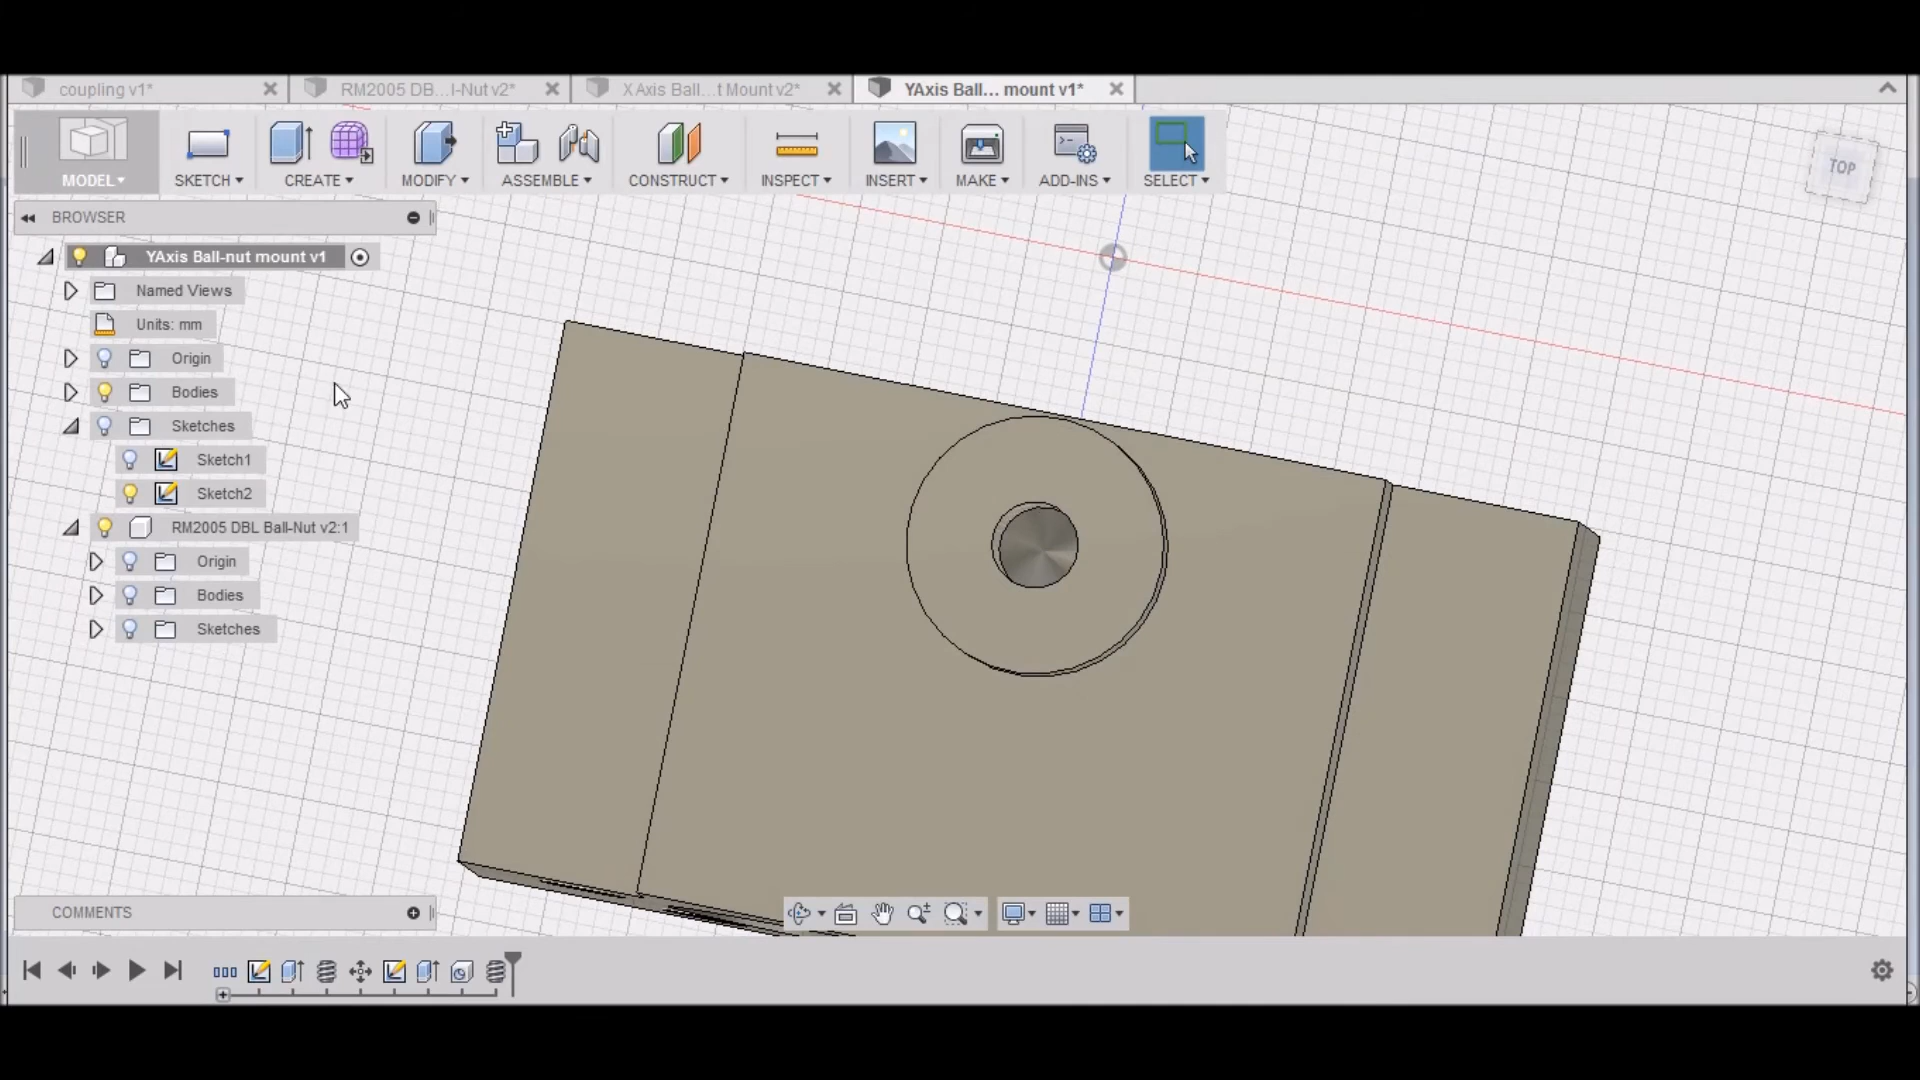 coupling v1*
RM2005 DB...l-Nut v2*
X Axis Ball...t Mount v2*
YAxis Ball... mount v1*
MODEL
SKETCH
CREATE
MODIFY
ASSEMBLE
CONSTRUCT
INSPECT
INSERT
MAKE
ADD-INS
SELECT
TOP
BROWSER
YAxis Ball-nut mount v1
Named Views
Units: mm
Origin
Bodies
Sketches
Sketch1
Sketch2
RM2005 DBL Ball-Nut v2:1
Origin
Bodies
Sketches
COMMENTS